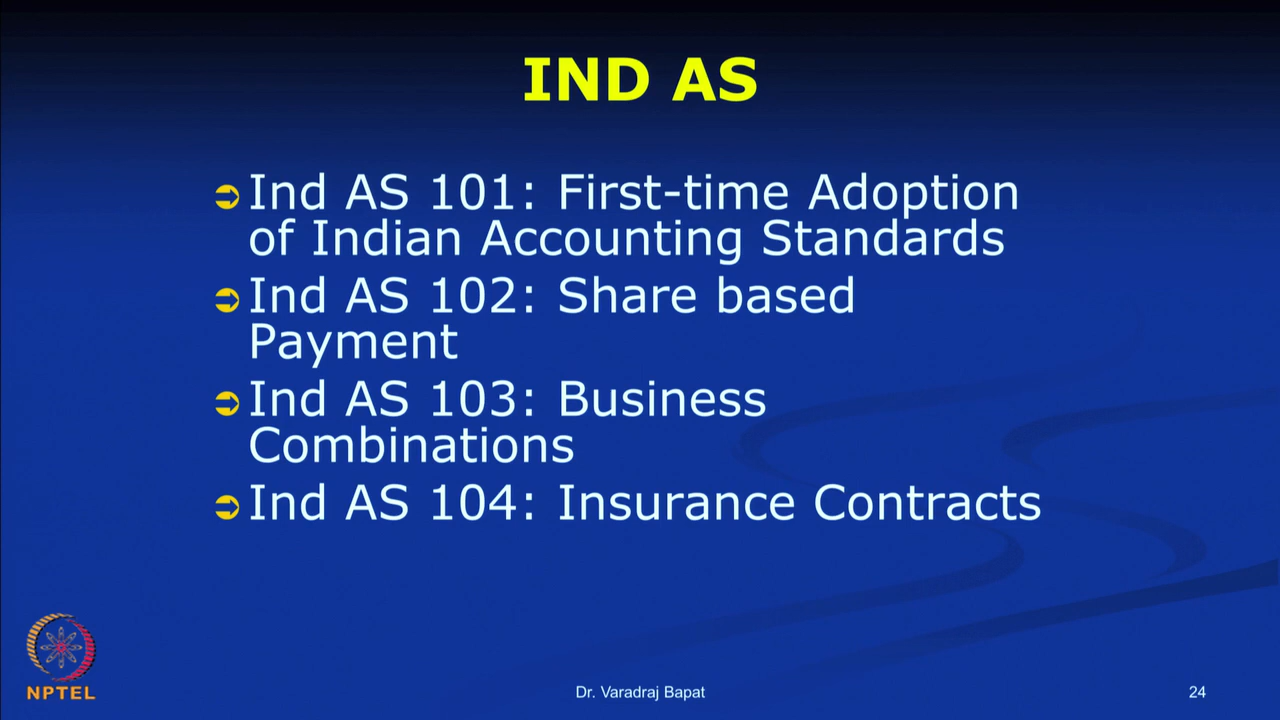 IND AS
Ind AS 101: First-time Adoption
of Indian Accounting Standards
Ind AS 102: Share based
Payment
Ind AS 103: Business
Combinations
Ind AS 104: Insurance Contracts
NPTEL
Dr. Varadraj Bapat
24